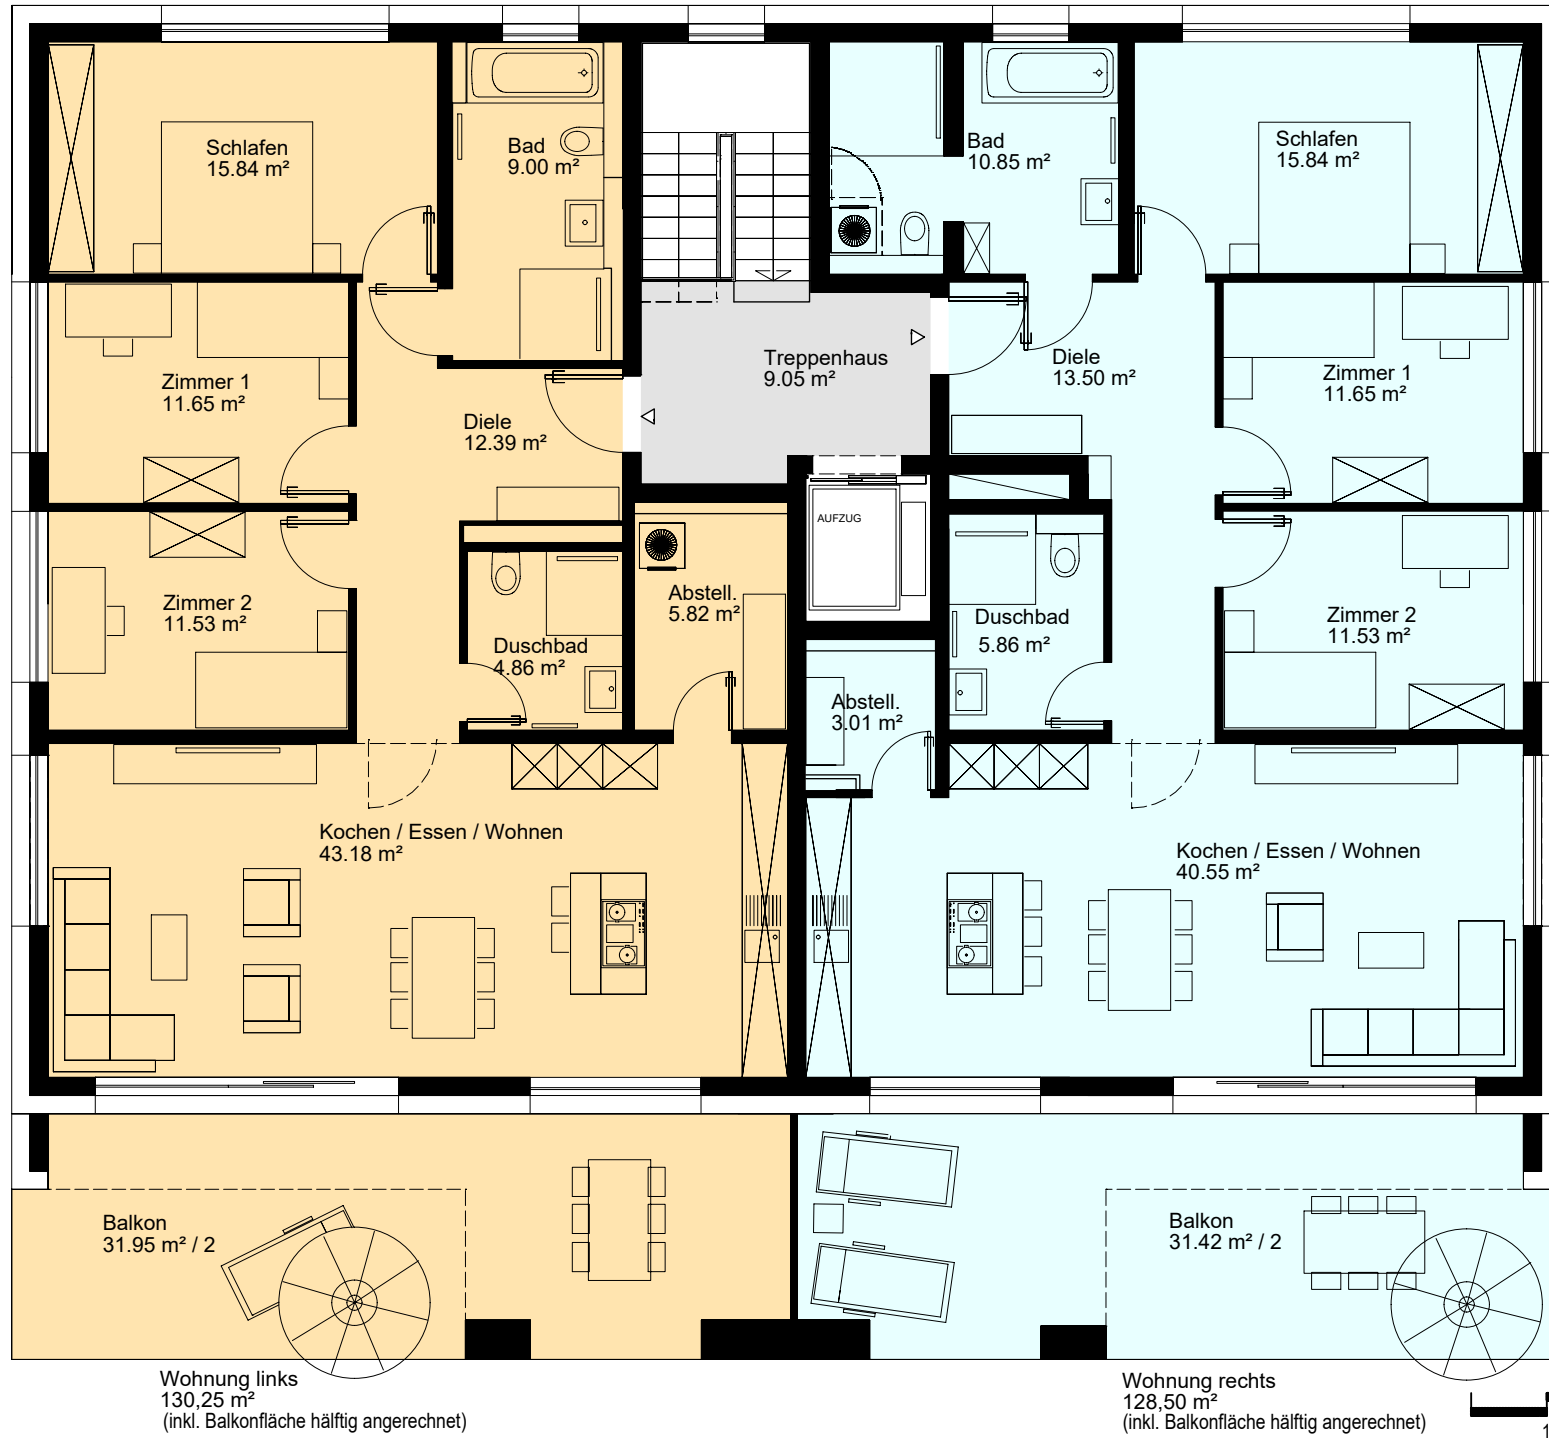 Schlafen
15.84 m²
Bad
9.00 m²
Bad
10.85 m²
Schlafen
15.84 m²
Zimmer 1
11.65 m²
Diele
12.39 m²
Treppenhaus
9.05 m²
Diele
13.50 m²
Zimmer 1
11.65 m²
AUFZUG
Zimmer 2
11.53 m²
Duschbad
4.86 m²
Abstell.
5.82 m²
Duschbad
5.86 m²
Zimmer 2
11.53 m²
Abstell.
3.01 m²
Kochen / Essen / Wohnen
43.18 m²
Kochen / Essen / Wohnen
40.55 m²
Balkon
31.95 m² / 2
Balkon
31.42 m² / 2
Wohnung links
130,25 m²
(inkl. Balkonfläche hälftig angerechnet)
Wohnung rechts
128,50 m²
(inkl. Balkonfläche hälftig angerechnet)
1